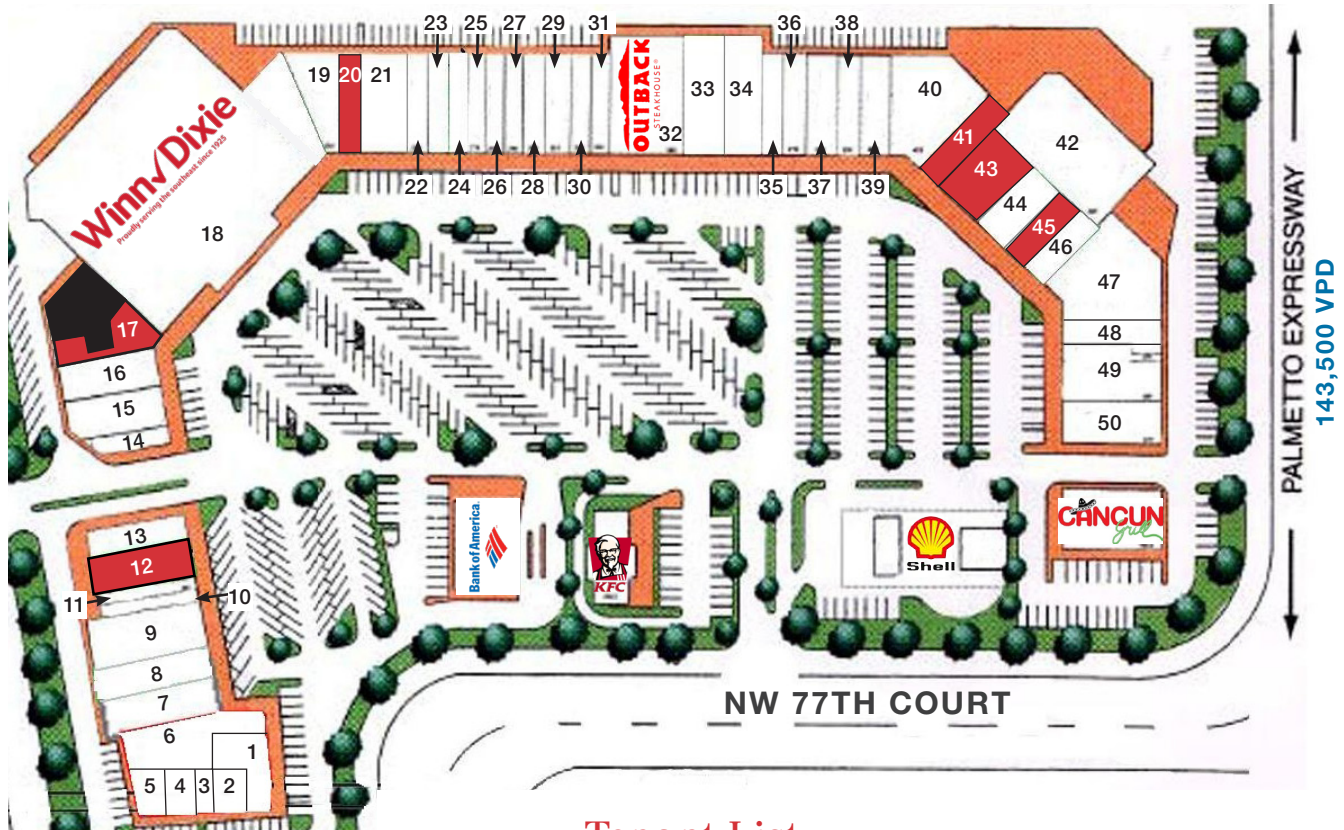 23 25 27 29 31 36 38
19 20 21
OUTBACK
STEAKHOUSE®
32 33 34 40
22 24 26 28 30 35 37 39
Winn✓Dixie
Proudly serving the southeast since 1925
18
41 42
43
44
45
46
47
48
49
50
17
16
15
14
13
12
11 10
9
8
7
6
1
5 4 3 2
Bank of America
KFC
Shell
CANCUN
Grill
PALMETTO EXPRESSWAY
143,500 VPD
NW 77TH COURT
Tenant List